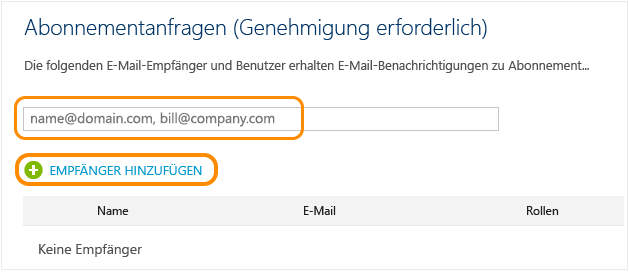 Abonnementanfragen (Genehmigung erforderlich)
Die folgenden E-Mail-Empfänger und Benutzer erhalten E-Mail-Benachrichtigungen zu Abonnement...
name@domain.com, bill@company.com
EMPFÄNGER HINZUFÜGEN
Name E-Mail Rollen
Keine Empfänger